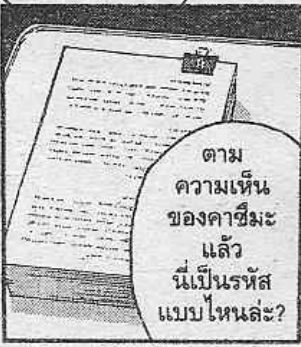 ตาม
ความเห็น
ของคาซึมะ
แล้ว
นี่เป็นรหัส
แบบไหนล่ะ?